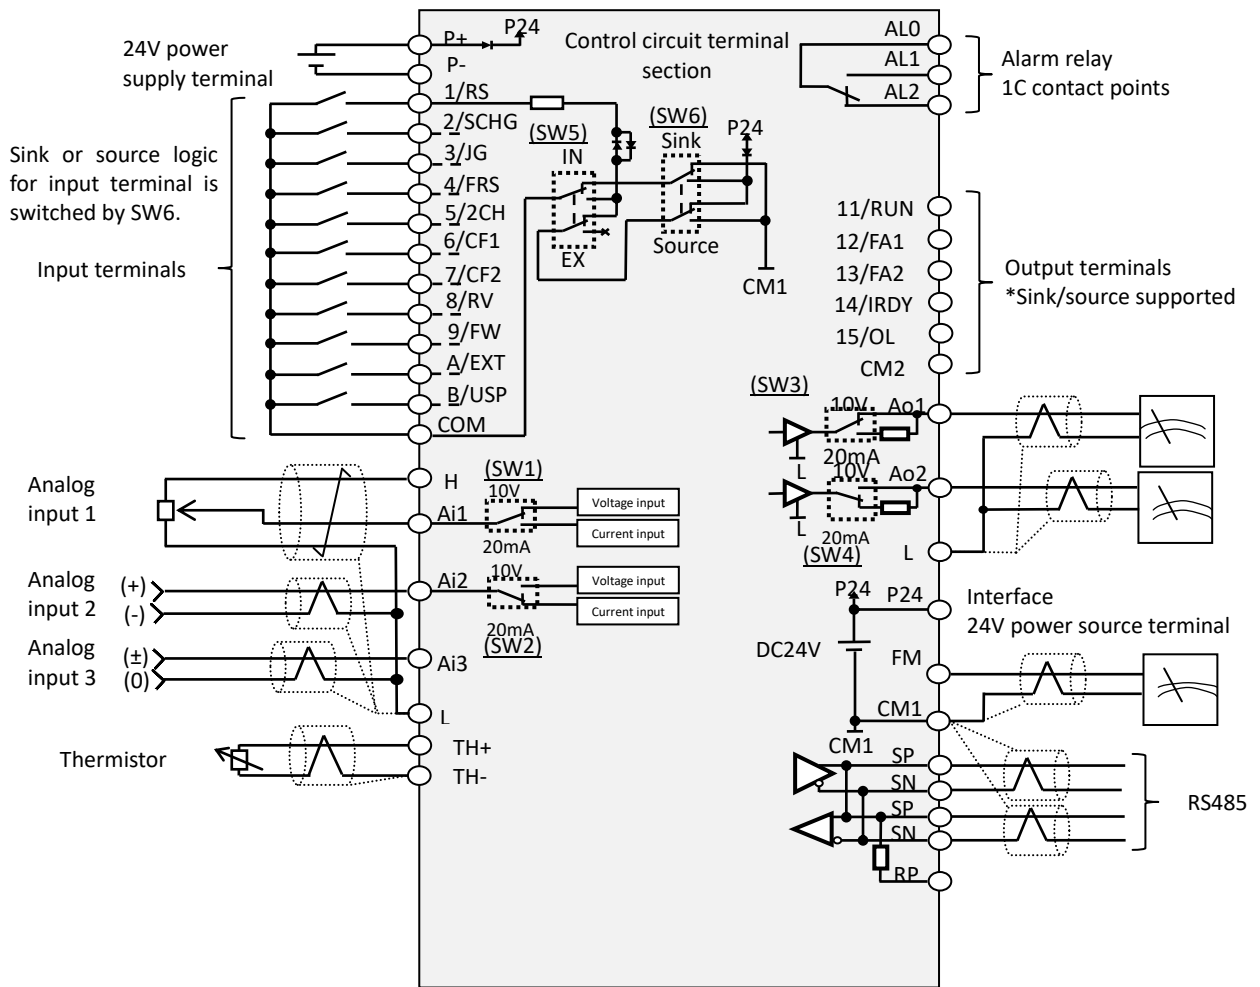 24V power
supply terminal
Sink or source logic
for input terminal is
switched by SW6.
Input terminals
Analog
input 1
Analog
input 2
(+)
(-)
Analog
input 3
(±)
(0)
Thermistor
P+
P24
P-
1/RS
2/SCHG
3/JG
4/FRS
5/2CH
6/CF1
7/CF2
8/RV
9/FW
A/EXT
B/USP
COM
H
Ai1
Ai2
Ai3
L
TH+
TH-
Control circuit terminal
section
(SW5)
IN
EX
(SW6)
Sink
Source
P24
CM1
(SW1)
10V
20mA
Voltage input
Current input
10V
20mA
(SW2)
Voltage input
Current input
AL0
AL1
AL2
Alarm relay
1C contact points
11/RUN
12/FA1
13/FA2
14/IRDY
15/OL
CM2
Output terminals
*Sink/source supported
(SW3)
10V
Ao1
L
20mA
10V
Ao2
L
20mA
(SW4)
L
P24
P24
DC24V
Interface
24V power source terminal
FM
CM1
CM1
SP
SN
SP
SN
RP
RS485